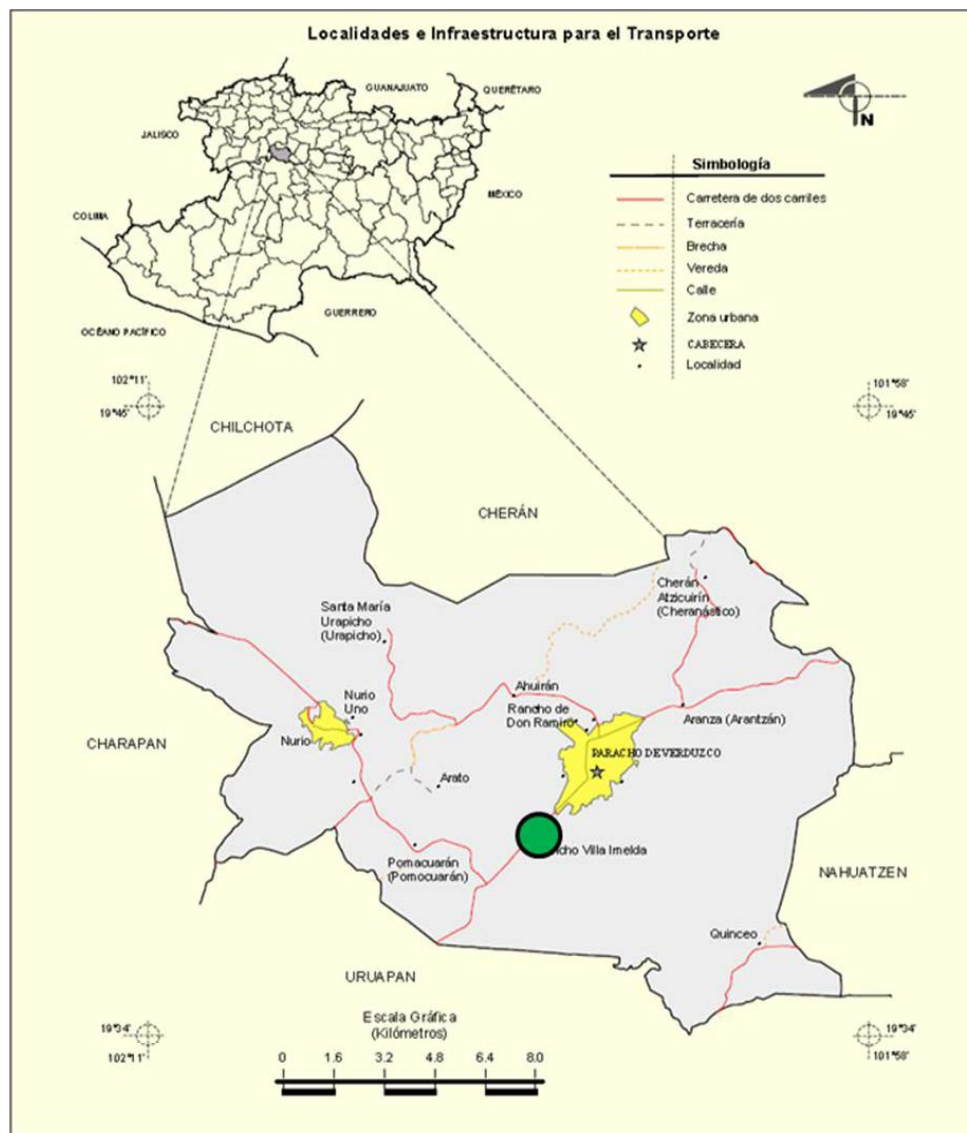 Localidades e Infraestructura para el Transporte
GUANAJUATO
QUERÉTARO
JALISCO
MÉXICO
COLIMA
GUERRERO
OCÉANO PACÍFICO
N
Simbología
Carretera de dos carriles
Terracería
Brecha
Vereda
Calle
Zona urbana
CABECERA
Localidad
102°11'
19°45'
101°58'
19°45'
CHILCHOTA
CHERÁN
Cherán
Atzicuirín
(Cheranástico)
Santa María
Urapicho
(Urapicho)
Ahuirán
Rancho de
Don Ramiro
Nurio
Uno
Aranza (Arantzán)
Nurio
CHARAPAN
PARACHO DE VERDUZCO
Arato
cho Villa Imelda
Pomacuarán
(Pomocuarán)
NAHUATZEN
Quinceo
URUAPAN
Escala Gráfica
(Kilómetros)
19°34'
102°11'
19°34'
101°58'
0 1.6 3.2 4.8 6.4 8.0